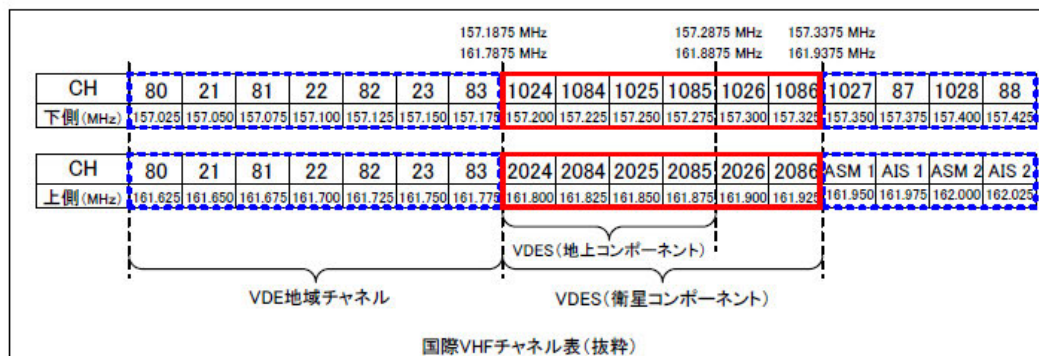 157.1875 MHz 157.2875 MHz 157.3375 MHz
161.7875 MHz 161.8875 MHz 161.9375 MHz
CH 80 21 81 22 82 23 83 1024 1084 1025 1085 1026 1086 1027 87 1028 88
下側(MHz) 157.025 157.050 157.075 157.100 157.125 157.150 157.175 157.200 157.225 157.250 157.275 157.300 157.325 157.350 157.375 157.400 157.425
CH 80 21 81 22 82 23 83 2024 2084 2025 2085 2026 2086 ASM 1 AIS 1 ASM 2 AIS 2
上側(MHz) 161.625 161.650 161.675 161.700 161.725 161.750 161.775 161.800 161.825 161.850 161.875 161.900 161.925 161.950 161.975 162.000 162.025
VDES(地上コンポーネント)
VDE地域チャネル VDES(衛星コンポーネント)
国際VHFチャネル表(抜粋)